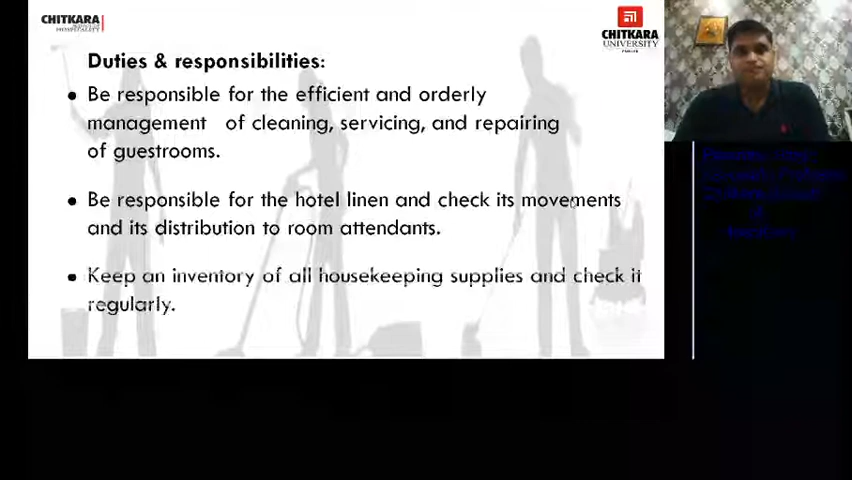 CHITKARA
HOSPITALITY
CHITKARA
UNIVERSITY
Duties & responsibilities:
• Be responsible for the efficient and orderly
management of cleaning, servicing, and repairing
of guestrooms.
• Be responsible for the hotel linen and check its movements
and its distribution to room attendants.
• Keep an inventory of all housekeeping supplies and check it
regularly.